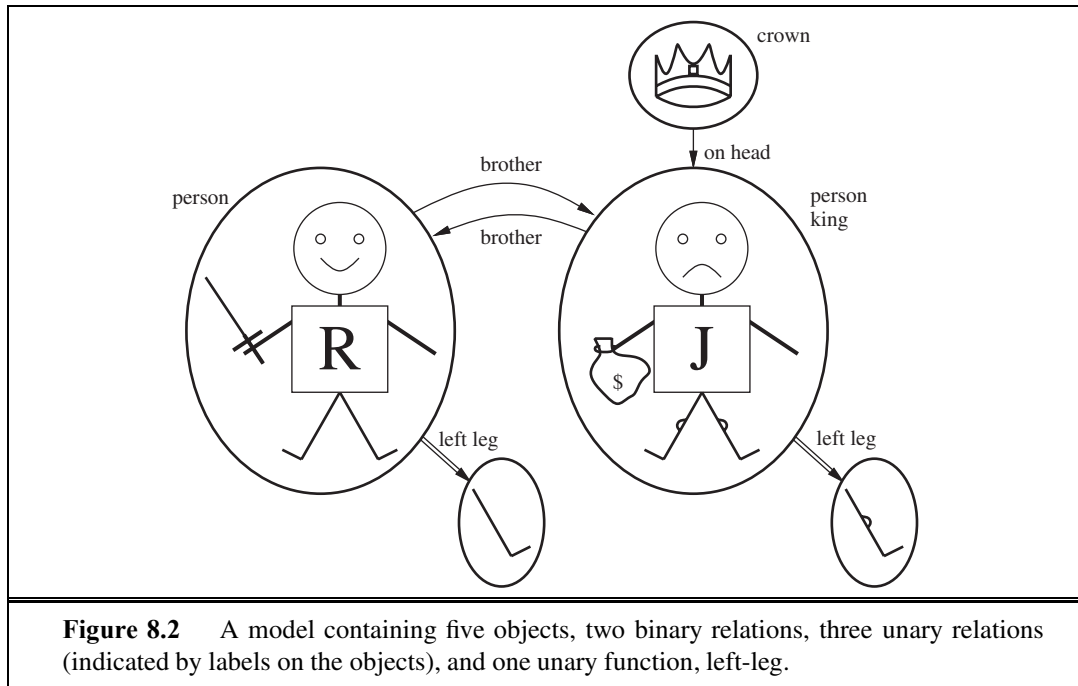 crown
on head
brother
person
person
king
brother
R
J
$
left leg
left leg
Figure 8.2 A model containing five objects, two binary relations, three unary relations
(indicated by labels on the objects), and one unary function, left-leg.